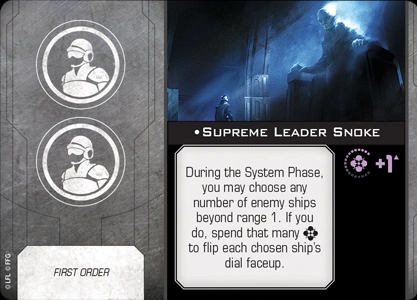 •Supreme Leader Snoke
During the System Phase,
you may choose any
number of enemy ships
beyond range 1. If you
do, spend that many
to flip each chosen ship's
dial faceup.
+1
FIRST ORDER
©LFL ©FFG